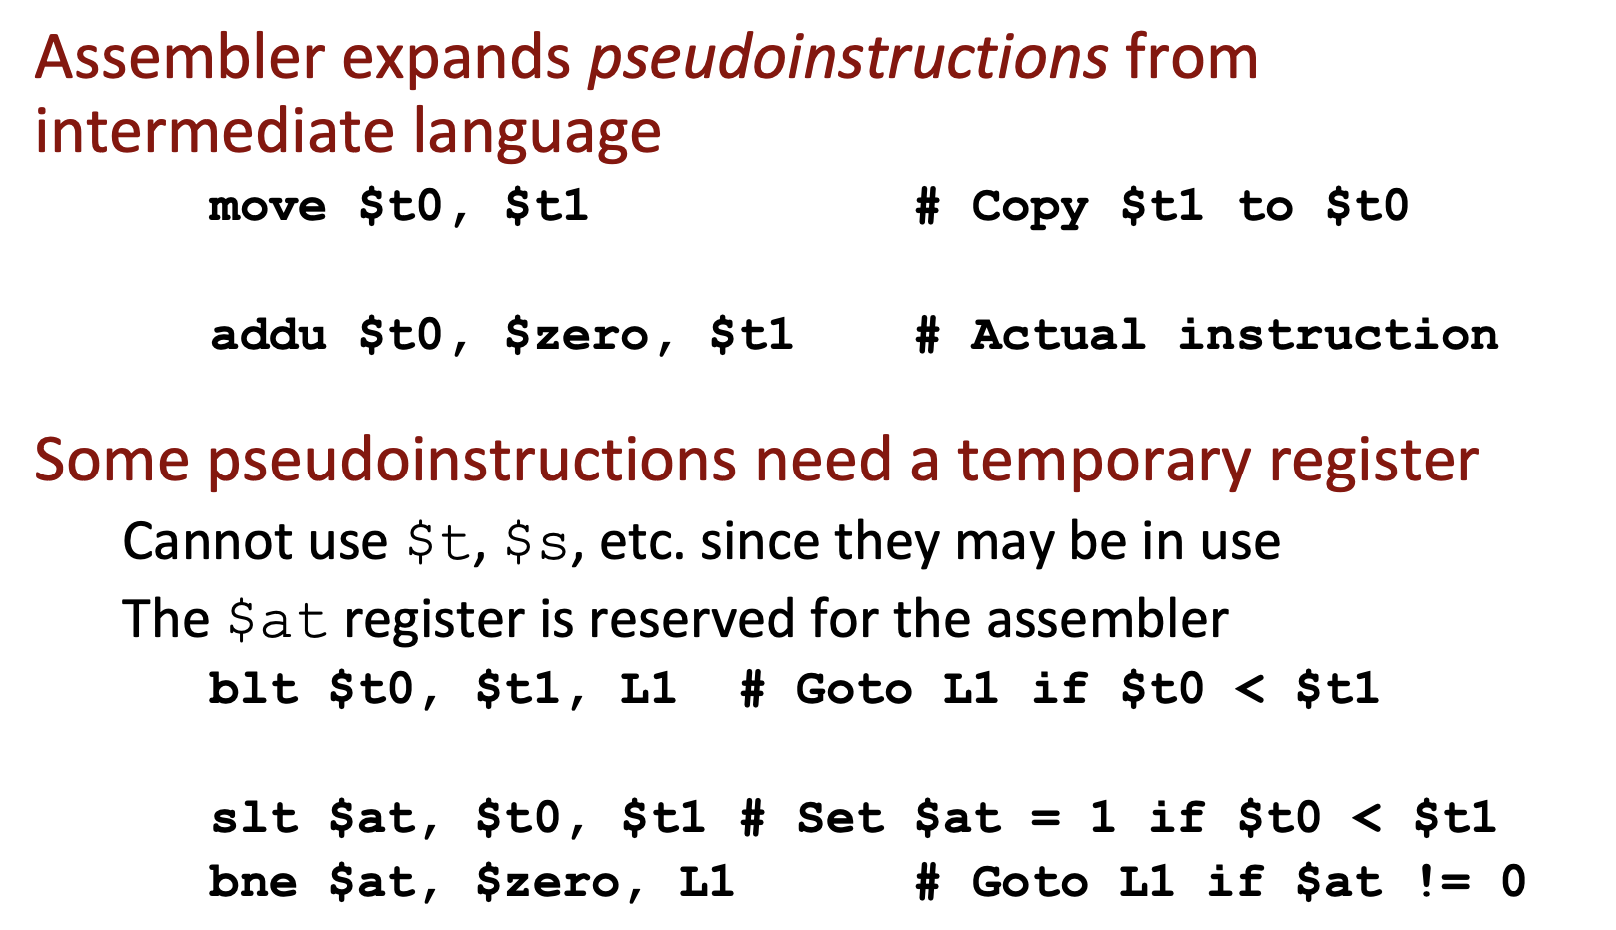 Assembler expands pseudoinstructions from
intermediate language
move $t0, $t1 # Copy $t1 to $t0
addu $t0, $zero, $t1 # Actual instruction
Some pseudoinstructions need a temporary register
Cannot use $t, $s, etc. since they may be in use
The $at register is reserved for the assembler
blt $t0, $t1, L1 # Goto L1 if $t0 < $t1
slt $at, $t0, $t1 # Set $at = 1 if $t0 < $t1
bne $at, $zero, L1 # Goto L1 if $at != 0